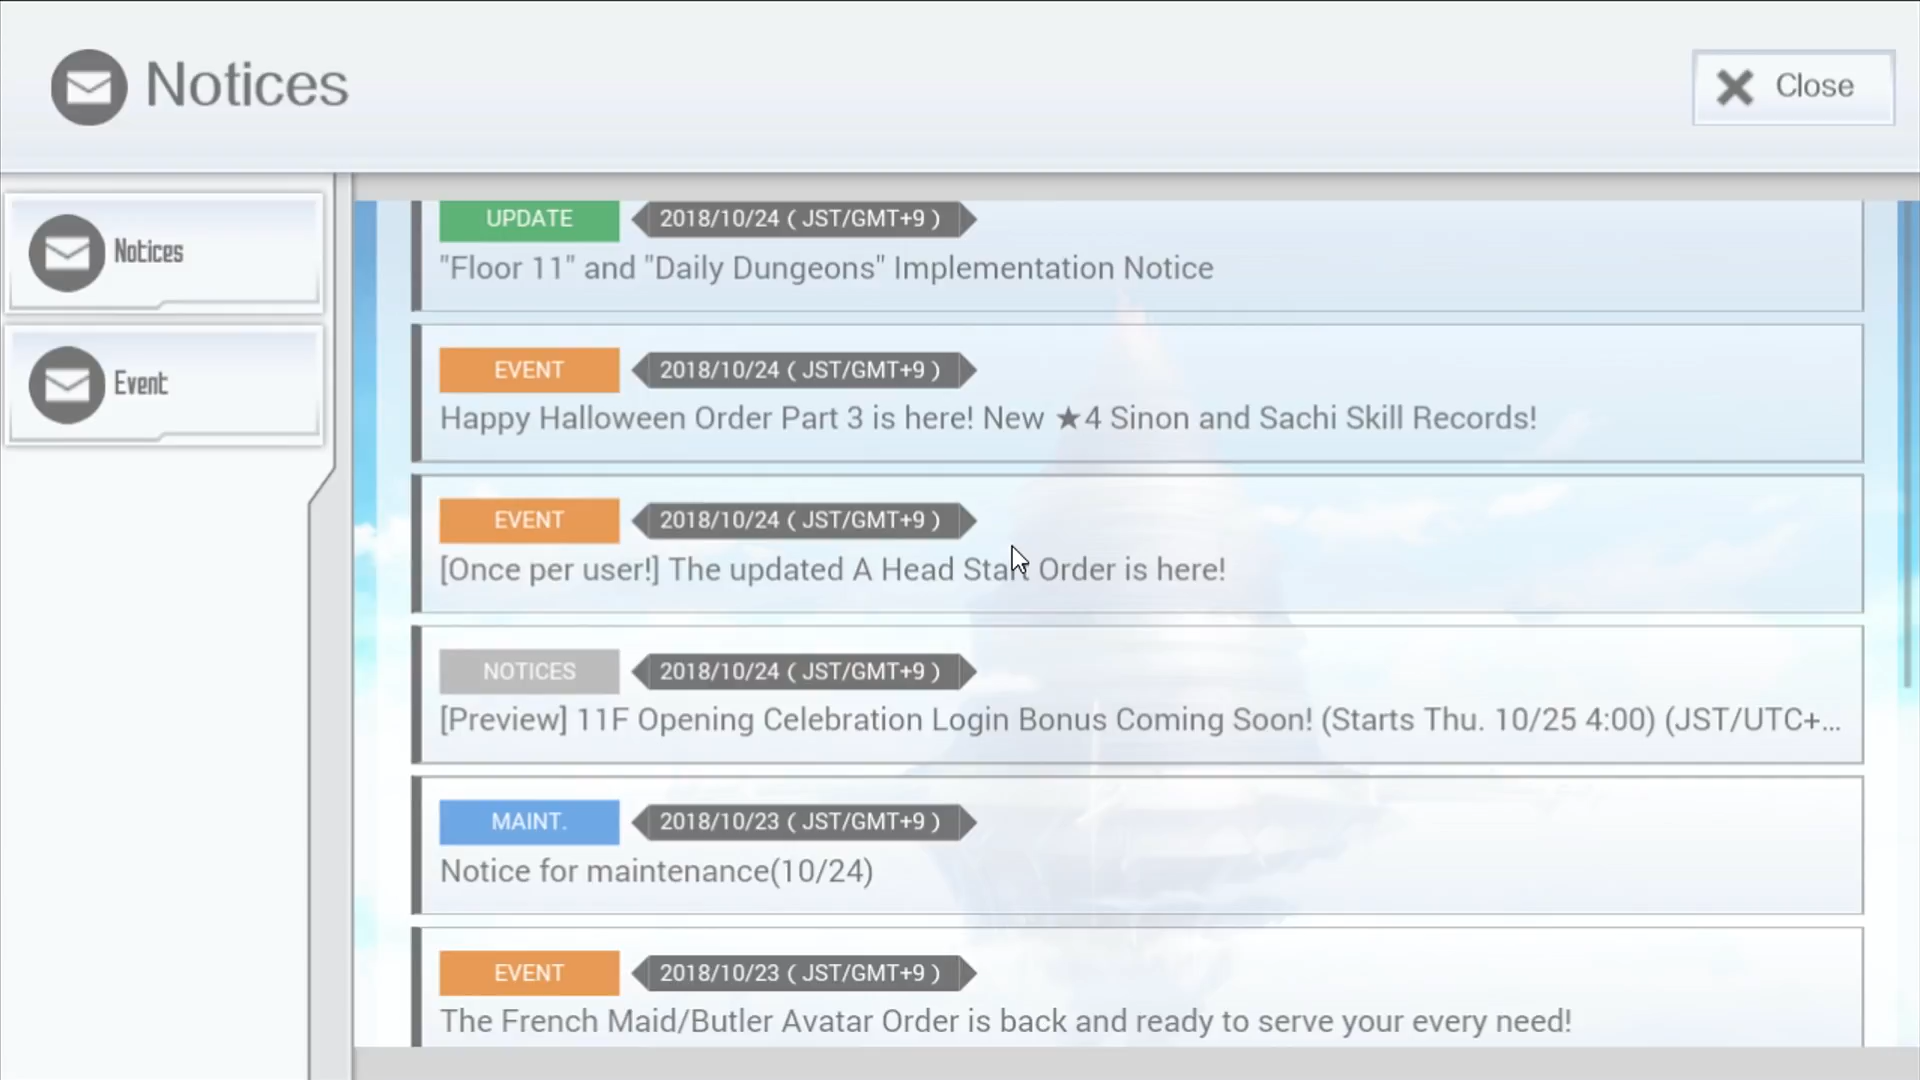 Notices
Close
Notices
Event
UPDATE
2018/10/24 ( JST/GMT+9 )
"Floor 11" and "Daily Dungeons" Implementation Notice
EVENT
2018/10/24 ( JST/GMT+9 )
Happy Halloween Order Part 3 is here! New ★4 Sinon and Sachi Skill Records!
EVENT
2018/10/24 ( JST/GMT+9 )
[Once per user!] The updated A Head Start Order is here!
NOTICES
2018/10/24 ( JST/GMT+9 )
[Preview] 11F Opening Celebration Login Bonus Coming Soon! (Starts Thu. 10/25 4:00) (JST/UTC+...
MAINT.
2018/10/23 ( JST/GMT+9 )
Notice for maintenance(10/24)
EVENT
2018/10/23 ( JST/GMT+9 )
The French Maid/Butler Avatar Order is back and ready to serve your every need!